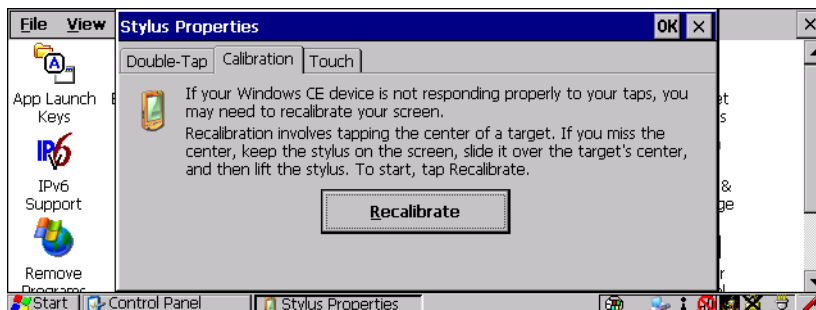 File View
Stylus Properties OK
Double-Tap Calibration Touch
If your Windows CE device is not responding properly to your taps, you
may need to recalibrate your screen.
Recalibration involves tapping the center of a target. If you miss the
center, keep the stylus on the screen, slide it over the target's center,
and then lift the stylus. To start, tap Recalibrate.
Recalibrate
App Launch
Keys
IPv6
Support
Remove
Programs
&
Start Control Panel Stylus Properties